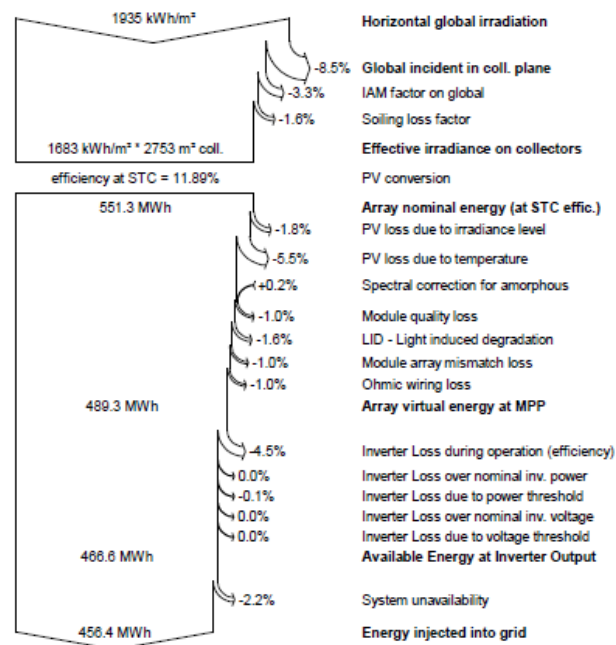 1935 kWh/m² Horizontal global irradiation
-8.5% Global incident in coll. plane
-3.3% IAM factor on global
-1.6% Soiling loss factor
1683 kWh/m² * 2753 m² coll. Effective irradiance on collectors
efficiency at STC = 11.89% PV conversion
551.3 MWh Array nominal energy (at STC effic.)
-1.8% PV loss due to irradiance level
-5.5% PV loss due to temperature
+0.2% Spectral correction for amorphous
-1.0% Module quality loss
-1.6% LID - Light induced degradation
-1.0% Module array mismatch loss
-1.0% Ohmic wiring loss
489.3 MWh Array virtual energy at MPP
-4.5% Inverter Loss during operation (efficiency)
0.0% Inverter Loss over nominal inv. power
-0.1% Inverter Loss due to power threshold
0.0% Inverter Loss over nominal inv. voltage
0.0% Inverter Loss due to voltage threshold
466.6 MWh Available Energy at Inverter Output
-2.2% System unavailability
456.4 MWh Energy injected into grid